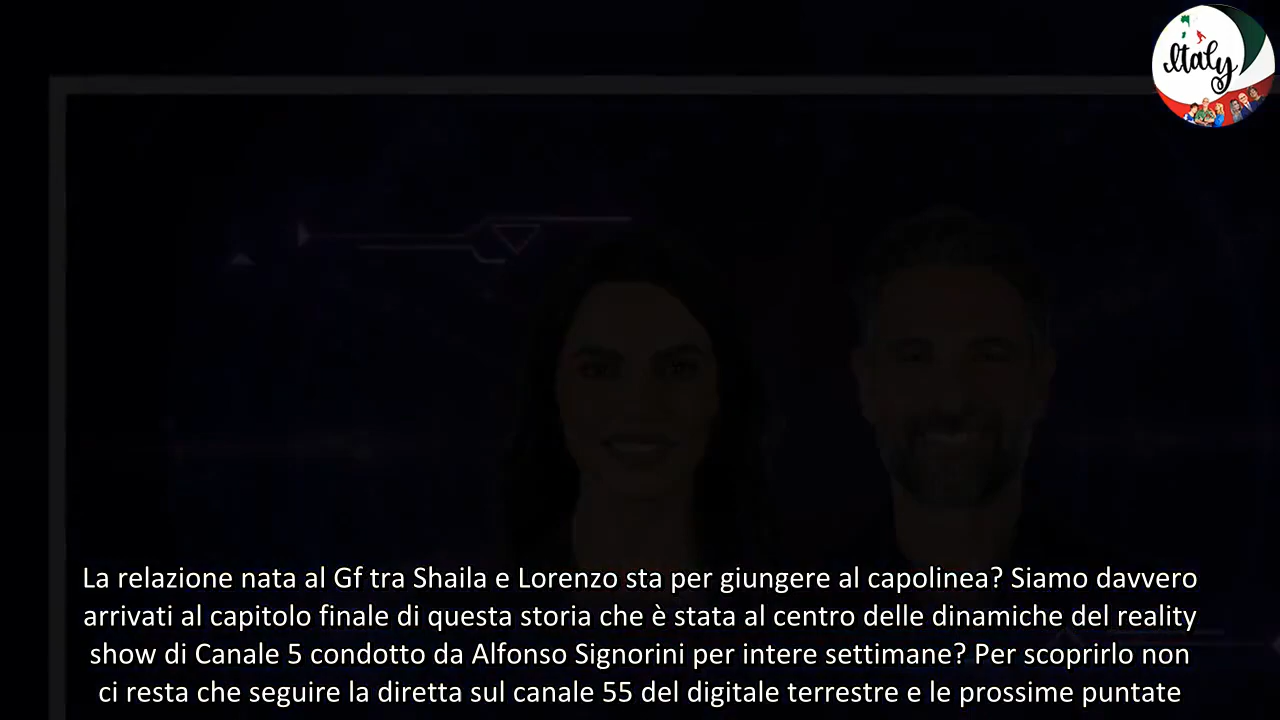 Italy
La relazione nata al Gf tra Shaila e Lorenzo sta per giungere al capolinea? Siamo davvero
arrivati al capitolo finale di questa storia che è stata al centro delle dinamiche del reality
show di Canale 5 condotto da Alfonso Signorini per intere settimane? Per scoprirlo non
ci resta che seguire la diretta sul canale 55 del digitale terrestre e le prossime puntate